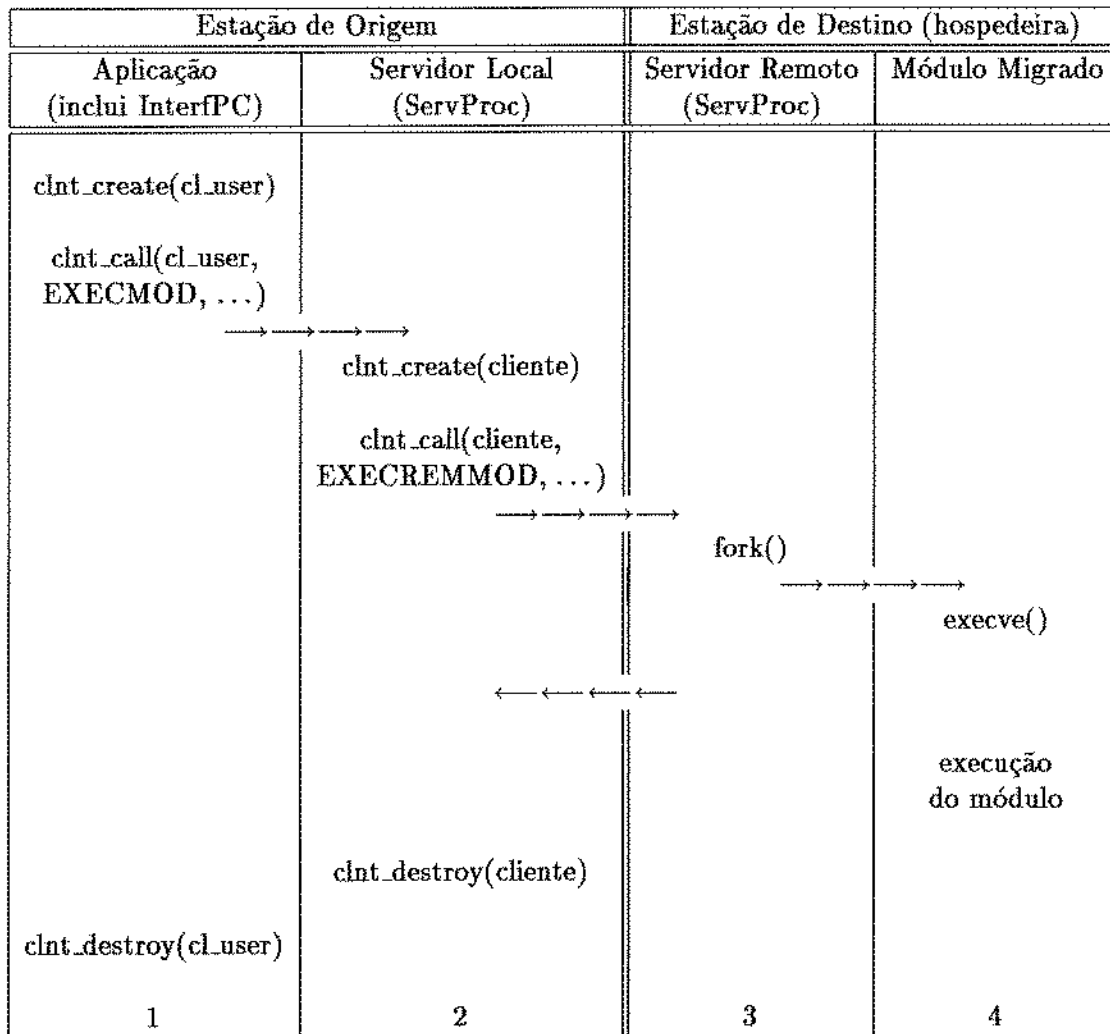 Estação de Origem Estação de Destino (hospedeira)
Aplicação Servidor Local Servidor Remoto Módulo Migrado
(inclui InterfPC) (ServProc) (ServProc)
clnt_create(cl_user)
clnt_call(cl_user,
EXECMOD, ...)
→→→→
clnt_create(cliente)
clnt_call(cliente,
EXECREMMOD, ...)
→→→→
fork()
→→→→
execve()
←←←←
execução
do módulo
clnt_destroy(cliente)
clnt_destroy(cl_user)
1 2 3 4